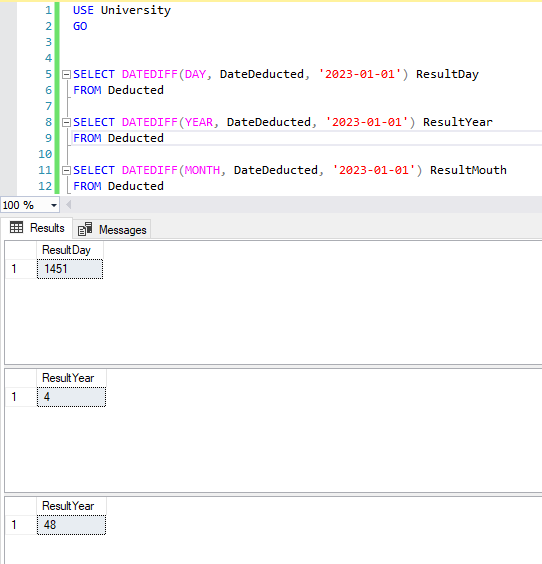 1 USE University
2 GO
3
4
5 SELECT DATEDIFF(DAY, DateDeducted, '2023-01-01') ResultDay
6 FROM Deducted
7
8 SELECT DATEDIFF(YEAR, DateDeducted, '2023-01-01') ResultYear
9 FROM Deducted
10
11 SELECT DATEDIFF(MONTH, DateDeducted, '2023-01-01') ResultMouth
12 FROM Deducted
100 %
Results Messages
ResultDay
1 1451
ResultYear
1 4
ResultYear
1 48